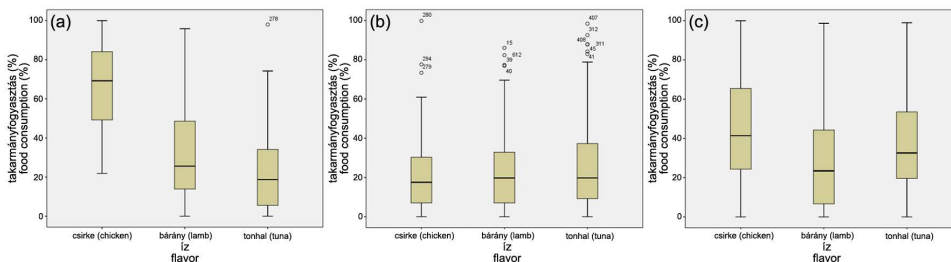 (a)
takarmányfogyasztás (%)
food consumption (%)
100
80
60
40
20
0
278
csirke (chicken)
bárány (lamb)
tonhal (tuna)
íz
flavor
(b)
takarmányfogyasztás (%)
food consumption (%)
100
80
60
40
20
0
280
294
279
15
612
39
40
407
312
408
311
45
41
csirke (chicken)
bárány (lamb)
tonhal (tuna)
íz
flavor
(c)
takarmányfogyasztás (%)
food consumption (%)
100
80
60
40
20
0
csirke (chicken)
bárány (lamb)
tonhal (tuna)
íz
flavor